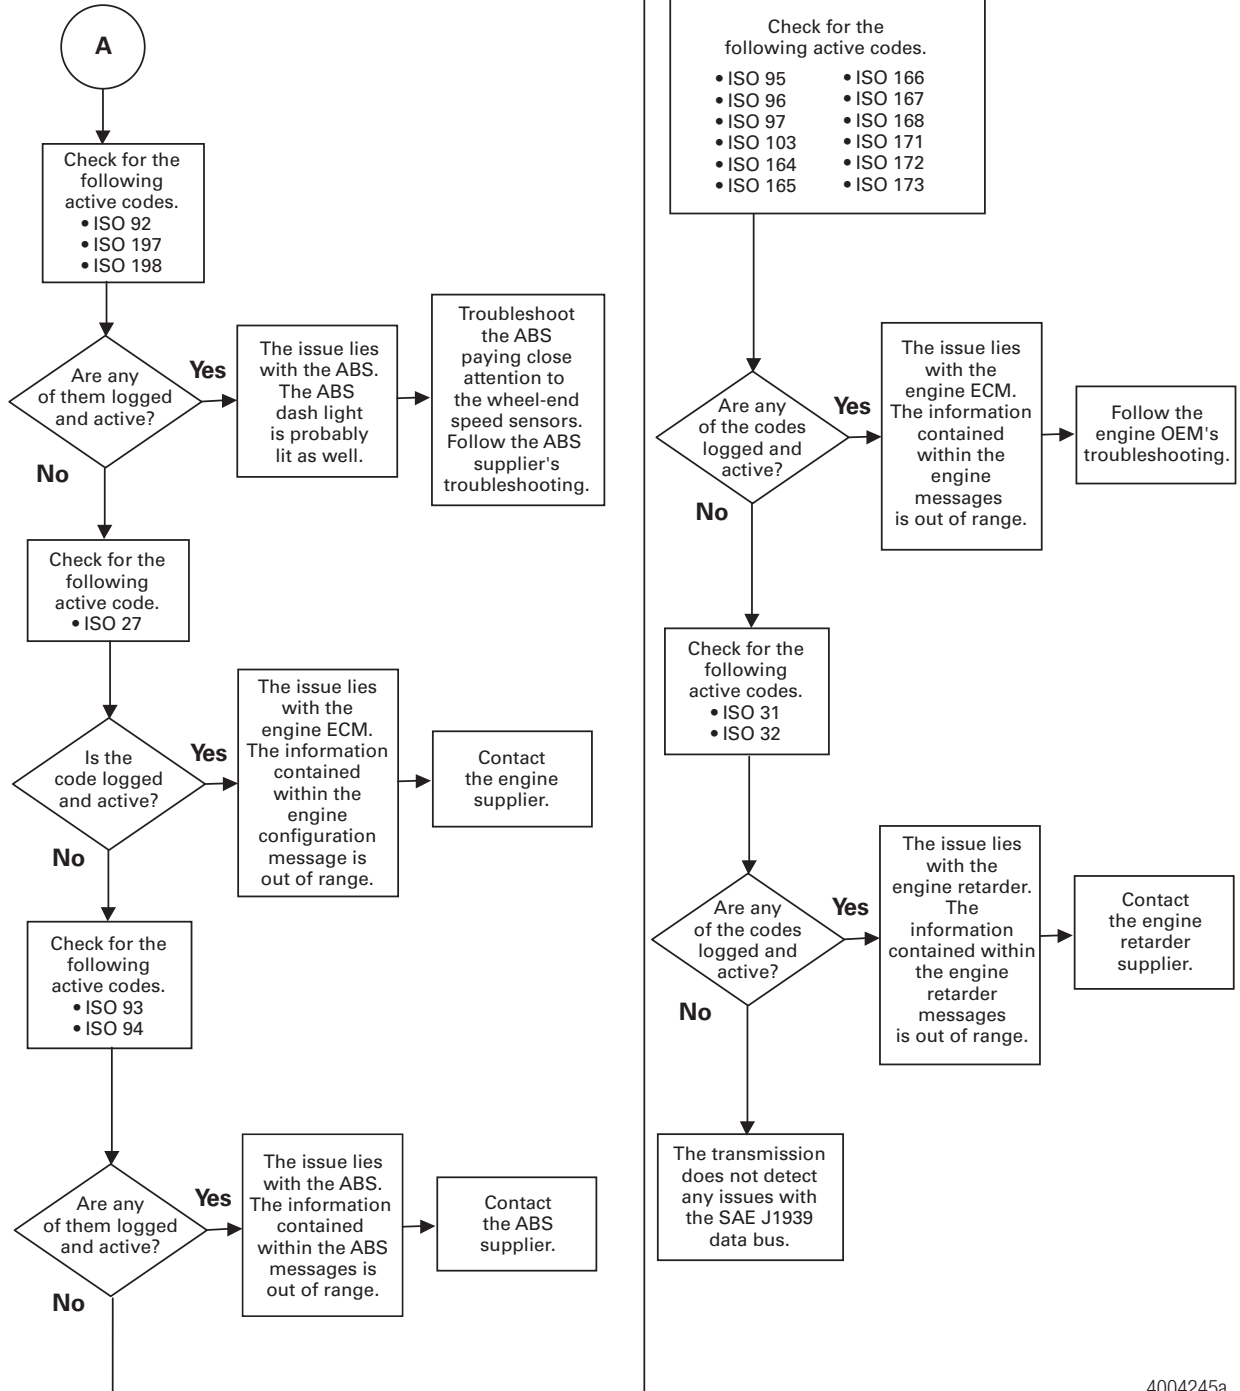 A
Check for the
following
active codes.
• ISO 92
• ISO 197
• ISO 198
Are any
of them logged
and active?
Yes
The issue lies
with the ABS.
The ABS
dash light
is probably
lit as well.
Troubleshoot
the ABS
paying close
attention to
the wheel-end
speed sensors.
Follow the ABS
supplier's
troubleshooting.
No
Check for the
following
active code.
• ISO 27
Is the
code logged
and active?
Yes
The issue lies
with the
engine ECM.
The information
contained
within the
engine
configuration
message is
out of range.
Contact
the engine
supplier.
No
Check for the
following
active codes.
• ISO 93
• ISO 94
Are any
of them logged
and active?
Yes
The issue lies
with the ABS.
The information
contained
within the ABS
messages is
out of range.
Contact
the ABS
supplier.
No
Check for the
following active codes.
• ISO 95
• ISO 96
• ISO 97
• ISO 103
• ISO 164
• ISO 165
• ISO 166
• ISO 167
• ISO 168
• ISO 171
• ISO 172
• ISO 173
Are any
of the codes
logged and
active?
Yes
The issue lies
with the
engine ECM.
The information
contained
within the
engine
messages
is out of range.
Follow the
engine OEM's
troubleshooting.
No
Check for the
following
active codes.
• ISO 31
• ISO 32
Are any
of the codes
logged and
active?
Yes
The issue lies
with the
engine retarder.
The
information
contained within
the engine
retarder
messages
is out of range.
Contact
the engine
retarder
supplier.
No
The transmission
does not detect
any issues with
the SAE J1939
data bus.
4004245a